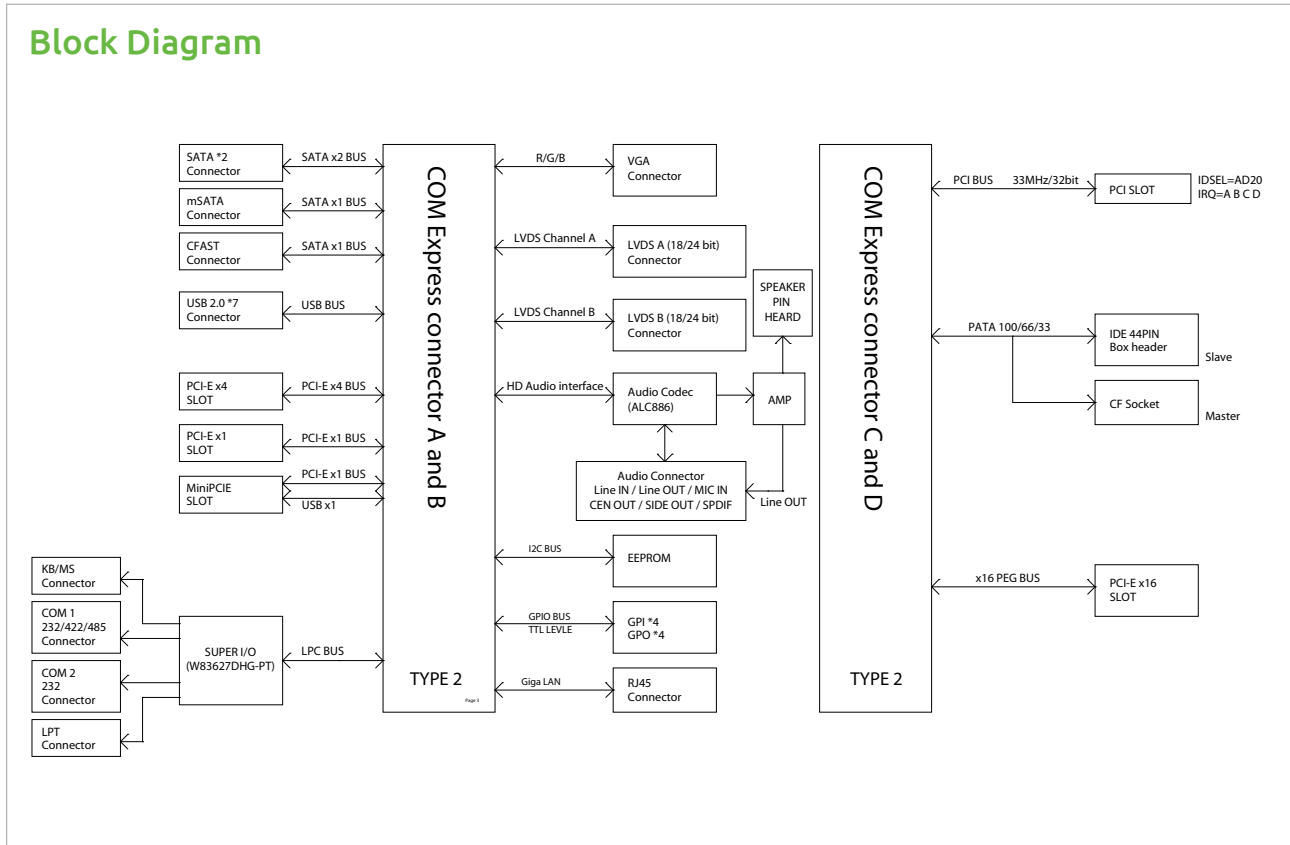 Block Diagram
SATA *2
Connector
SATA x2 BUS
mSATA
Connector
SATA x1 BUS
CFAST
Connector
SATA x1 BUS
USB 2.0 *7
Connector
USB BUS
PCI-E x4
SLOT
PCI-E x4 BUS
PCI-E x1
SLOT
PCI-E x1 BUS
MiniPCIE
SLOT
PCI-E x1 BUS
USB x1
KB/MS
Connector
COM 1
232/422/485
Connector
COM 2
232
Connector
LPT
Connector
SUPER I/O
(W83627DHG-PT)
LPC BUS
COM Express connector A and B
TYPE 2
Page 3
R/G/B
VGA
Connector
LVDS Channel A
LVDS A (18/24 bit)
Connector
LVDS Channel B
LVDS B (18/24 bit)
Connector
SPEAKER
PIN
HEARD
HD Audio interface
Audio Codec
(ALC886)
AMP
Audio Connector
Line IN / Line OUT / MIC IN
CEN OUT / SIDE OUT / SPDIF
Line OUT
I2C BUS
EEPROM
GPIO BUS
TTL LEVLE
GPI *4
GPO *4
Giga LAN
RJ45
Connector
COM Express connector C and D
TYPE 2
PCI BUS 33MHz/32bit
PCI SLOT
IDSEL=AD20
IRQ=A B C D
PATA 100/66/33
IDE 44PIN
Box header
Slave
CF Socket
Master
x16 PEG BUS
PCI-E x16
SLOT